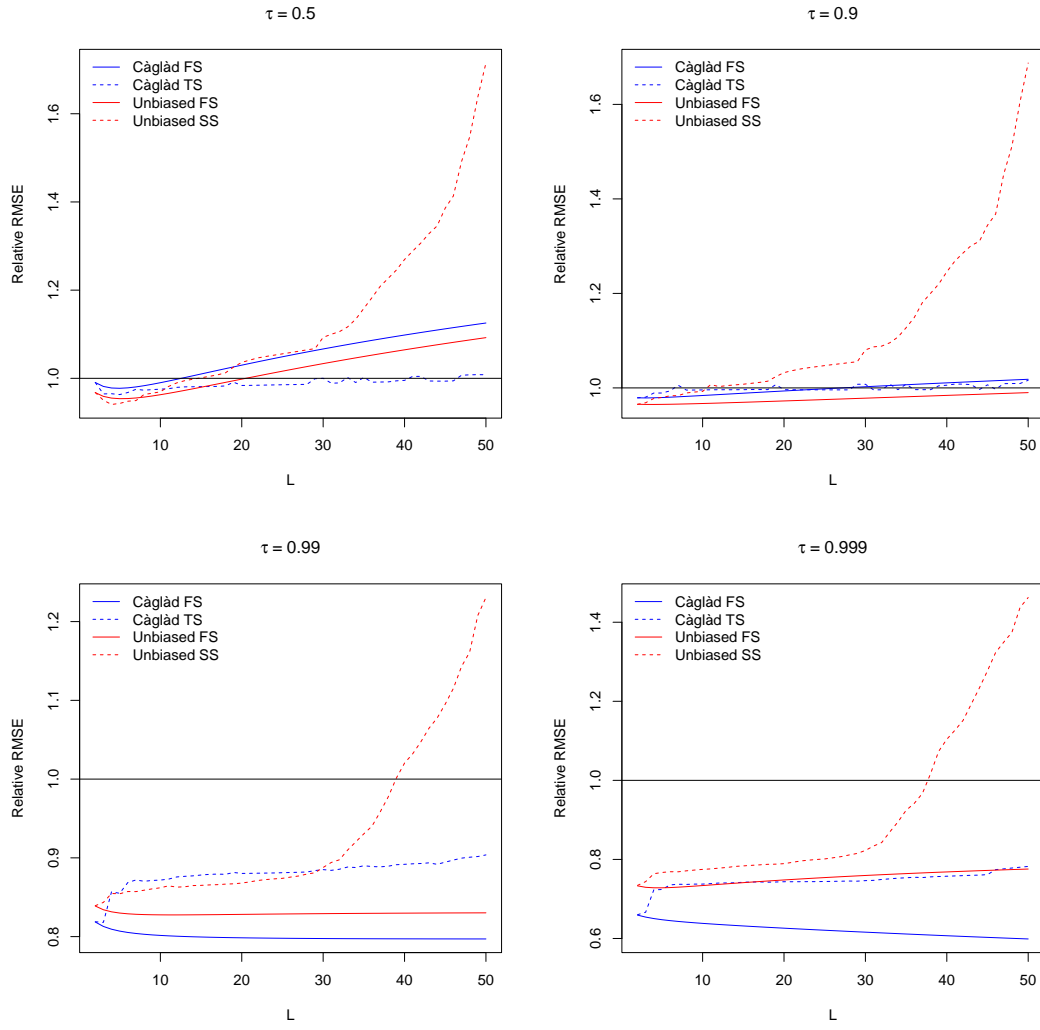 τ = 0.5
Càglàd FS
Càglàd TS
Unbiased FS
Unbiased SS
Relative RMSE
1.0
1.2
1.4
1.6
10
20
30
40
50
L
τ = 0.9
Càglàd FS
Càglàd TS
Unbiased FS
Unbiased SS
Relative RMSE
1.0
1.2
1.4
1.6
10
20
30
40
50
L
τ = 0.99
Càglàd FS
Càglàd TS
Unbiased FS
Unbiased SS
Relative RMSE
0.8
0.9
1.0
1.1
1.2
10
20
30
40
50
L
τ = 0.999
Càglàd FS
Càglàd TS
Unbiased FS
Unbiased SS
Relative RMSE
0.6
0.8
1.0
1.2
1.4
10
20
30
40
50
L